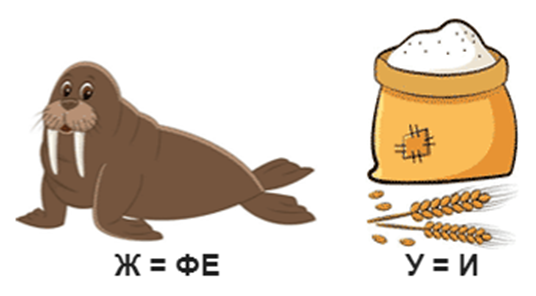 Ж = ФЕ
У = И